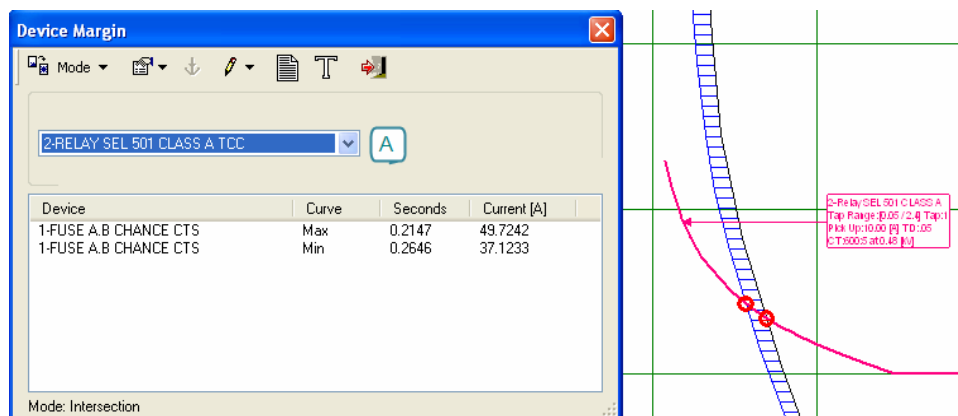 Device Margin
Mode
2-RELAY SEL 501 CLASS A TCC
A
Device Curve Seconds Current [A]
1-FUSE A.B CHANCE CTS Max 0.2147 49.7242
1-FUSE A.B CHANCE CTS Min 0.2646 37.1233
Mode: Intersection
2-Relay SEL 501 CLASS A
Tap Range:[0.05 / 2.4] Tap:1
Pick Up:10.00 [A] TD:.05
CT:600:5 at 0.48 [kV]